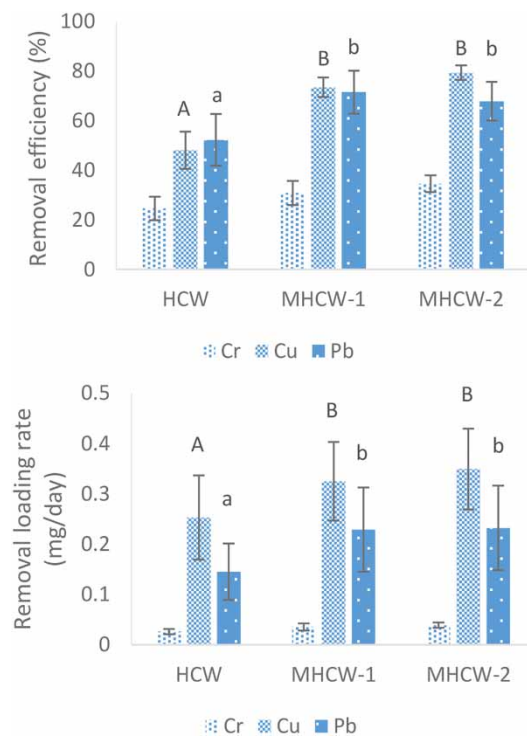 Removal efficiency (%)
100
80
60
40
20
0
A
a
B
b
B
b
HCW
MHCW-1
MHCW-2
Cr
Cu
Pb
Removal loading rate
(mg/day)
0.5
0.4
0.3
0.2
0.1
0
A
a
B
b
B
b
HCW
MHCW-1
MHCW-2
Cr
Cu
Pb